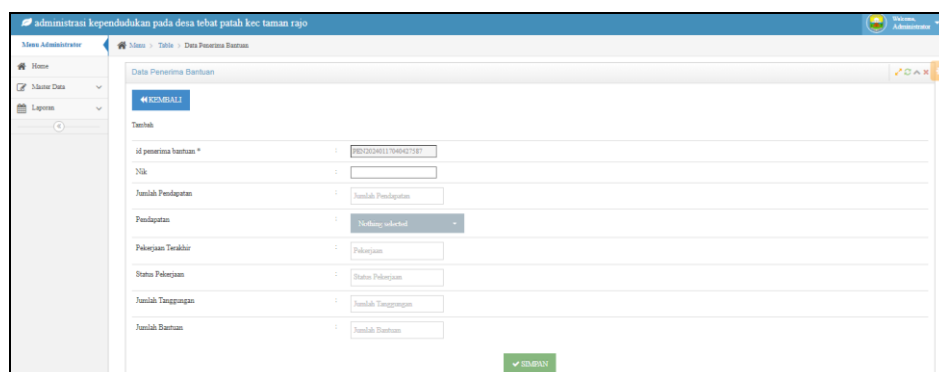 administrasi kependudukan pada desa tebat patah kec taman rajo
Welcome,
Administrator
Menu Administrator
Menu > Table > Data Penerima Bantuan
Home
Master Data
Laporan
Data Penerima Bantuan
KEMBALI
Tambah
id penerima bantuan * :
Nik :
Jumlah Pendapatan : Jumlah Pendapatan
Pendapatan : Nothing selected
Pekerjaan Terakhir : Pekerjaan
Status Pekerjaan : Status Pekerjaan
Jumlah Tanggungan : Jumlah Tanggungan
Jumlah Bantuan : Jumlah Bantuan
SIMPAN